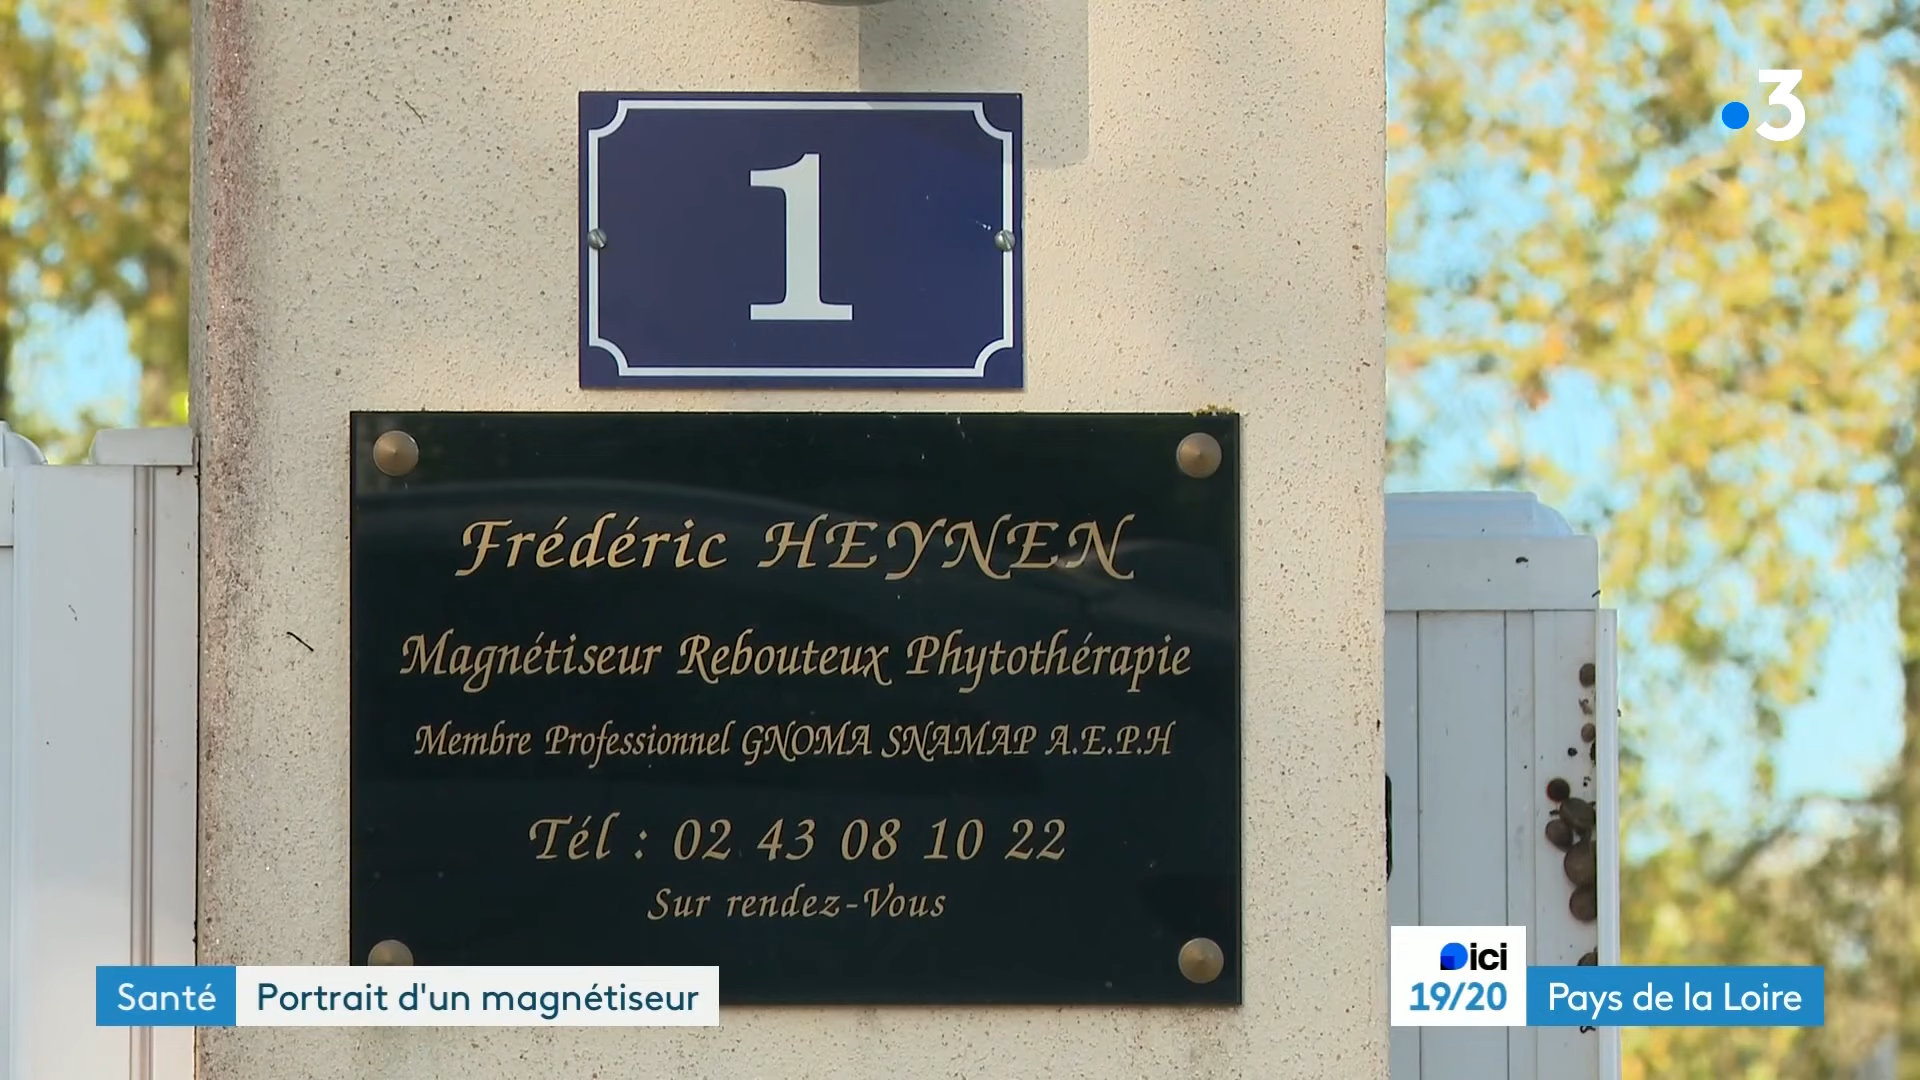 3
1
Frédéric HEYNEN
Magnétiseur Rebouteux Phytothérapie
Membre Professionnel GNOMA SNAMAP A.E.P.H
Tél : 02 43 08 10 22
Sur rendez-Vous
Santé Portrait d'un magnétiseur
ici
19/20 Pays de la Loire